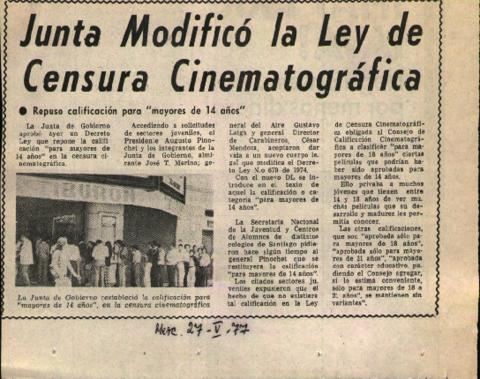 Junta Modificó la Ley de
Censura Cinematográfica
● Repuso calificación para "mayores de 14 años"
La Junta de Gobierno
aprobó ayer un Decreto
Ley que repone la califi-
cación "para mayores de
14 años" en la censura ci-
nematográfica.
Accediendo a solicitudes
de sectores juveniles, el
Presidente Augusto Pino-
chet y los integrantes de la
Junta de Gobierno, almi-
rante José T. Merino; ge-
neral del Aire Gustavo
Leigh y general Director
de Carabineros, César
Mendoza, aceptaron dar
vida a un nuevo cuerpo le-
gal que modifica el Decre-
to Ley N.o 679 de 1974.
Con el nuevo DL se in-
troduce en el texto de
aquel la calificación o
categoría "para mayores
de 14 años".
La Secretaría Nacional
de la Juventud y Centros
de Alumnos de distintos
colegios de Santiago pidie-
ron hace algún tiempo al
general Pinochet que se
restituyera la calificación
"para mayores de 14 años".
Los citados sectores ju-
veniles expusieron que el
hecho de que no existiera
tal calificación en la Ley
de Censura Cinematográfi-
ca obligaba al Consejo de
Calificación Cinematográ-
fica a clasificar "para ma-
yores de 18 años" ciertas
películas que podrían ha-
ber sido aprobadas para
mayores de 14 años.
Ello privaba a muchos
jóvenes que tienen entre
14 y 18 años de ver mu-
chas películas que su de-
sarrollo y madurez les per-
mitía conocer.
Las otras calificaciones,
que son "aprobada sólo pa-
ra mayores de 18 años",
"aprobada sólo para mayo-
res de 21 años", "aprobada
con carácter educativo, pu-
diendo el Consejo agregar,
si lo estima conveniente,
sólo para mayores de 18 o
21 años", se mantienen sin
variantes".
La Junta de Gobierno restableció la calificación para
"mayores de 14 años", en la censura cinematográfica
Merc. 27-V-77